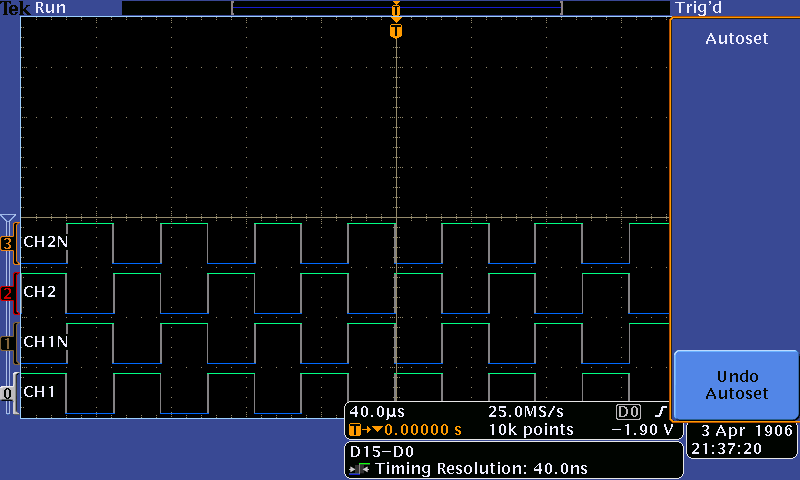 Tek Run Trig'd
T
T
Autoset
3 CH2N
2 CH2
1 CH1N
0 CH1
Undo
Autoset
40.0µs 25.0MS/s D0
T→▼0.00000 s 10k points −1.90 V
3 Apr 1906
21:37:20
D15−D0
Timing Resolution: 40.0ns